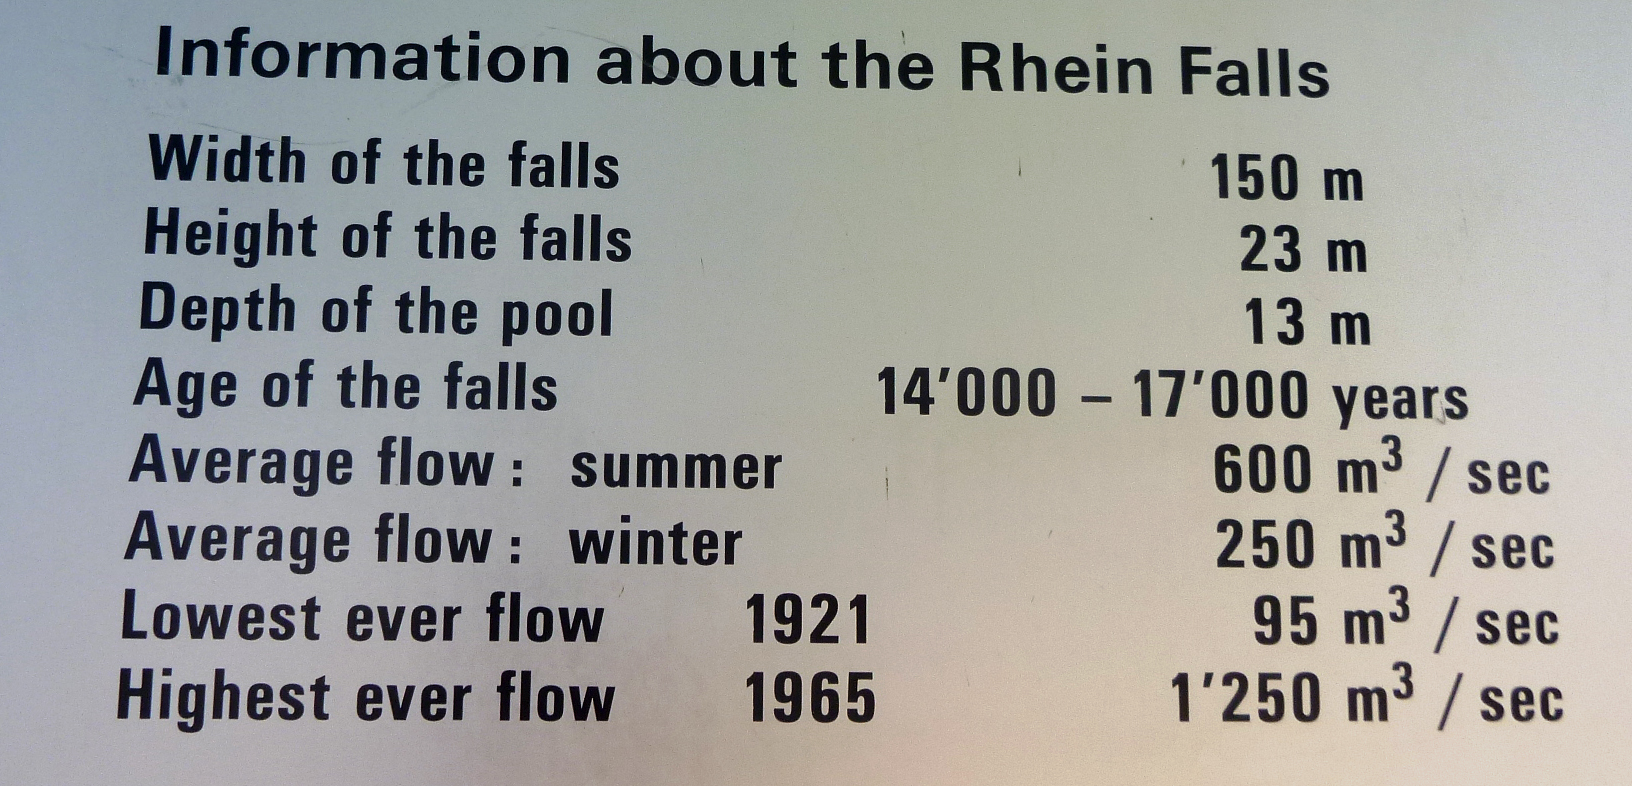 Information about the Rhein Falls
Width of the falls 150 m
Height of the falls 23 m
Depth of the pool 13 m
Age of the falls 14’000 – 17’000 years
Average flow : summer 600 m³ / sec
Average flow : winter 250 m³ / sec
Lowest ever flow 1921 95 m³ / sec
Highest ever flow 1965 1’250 m³ / sec